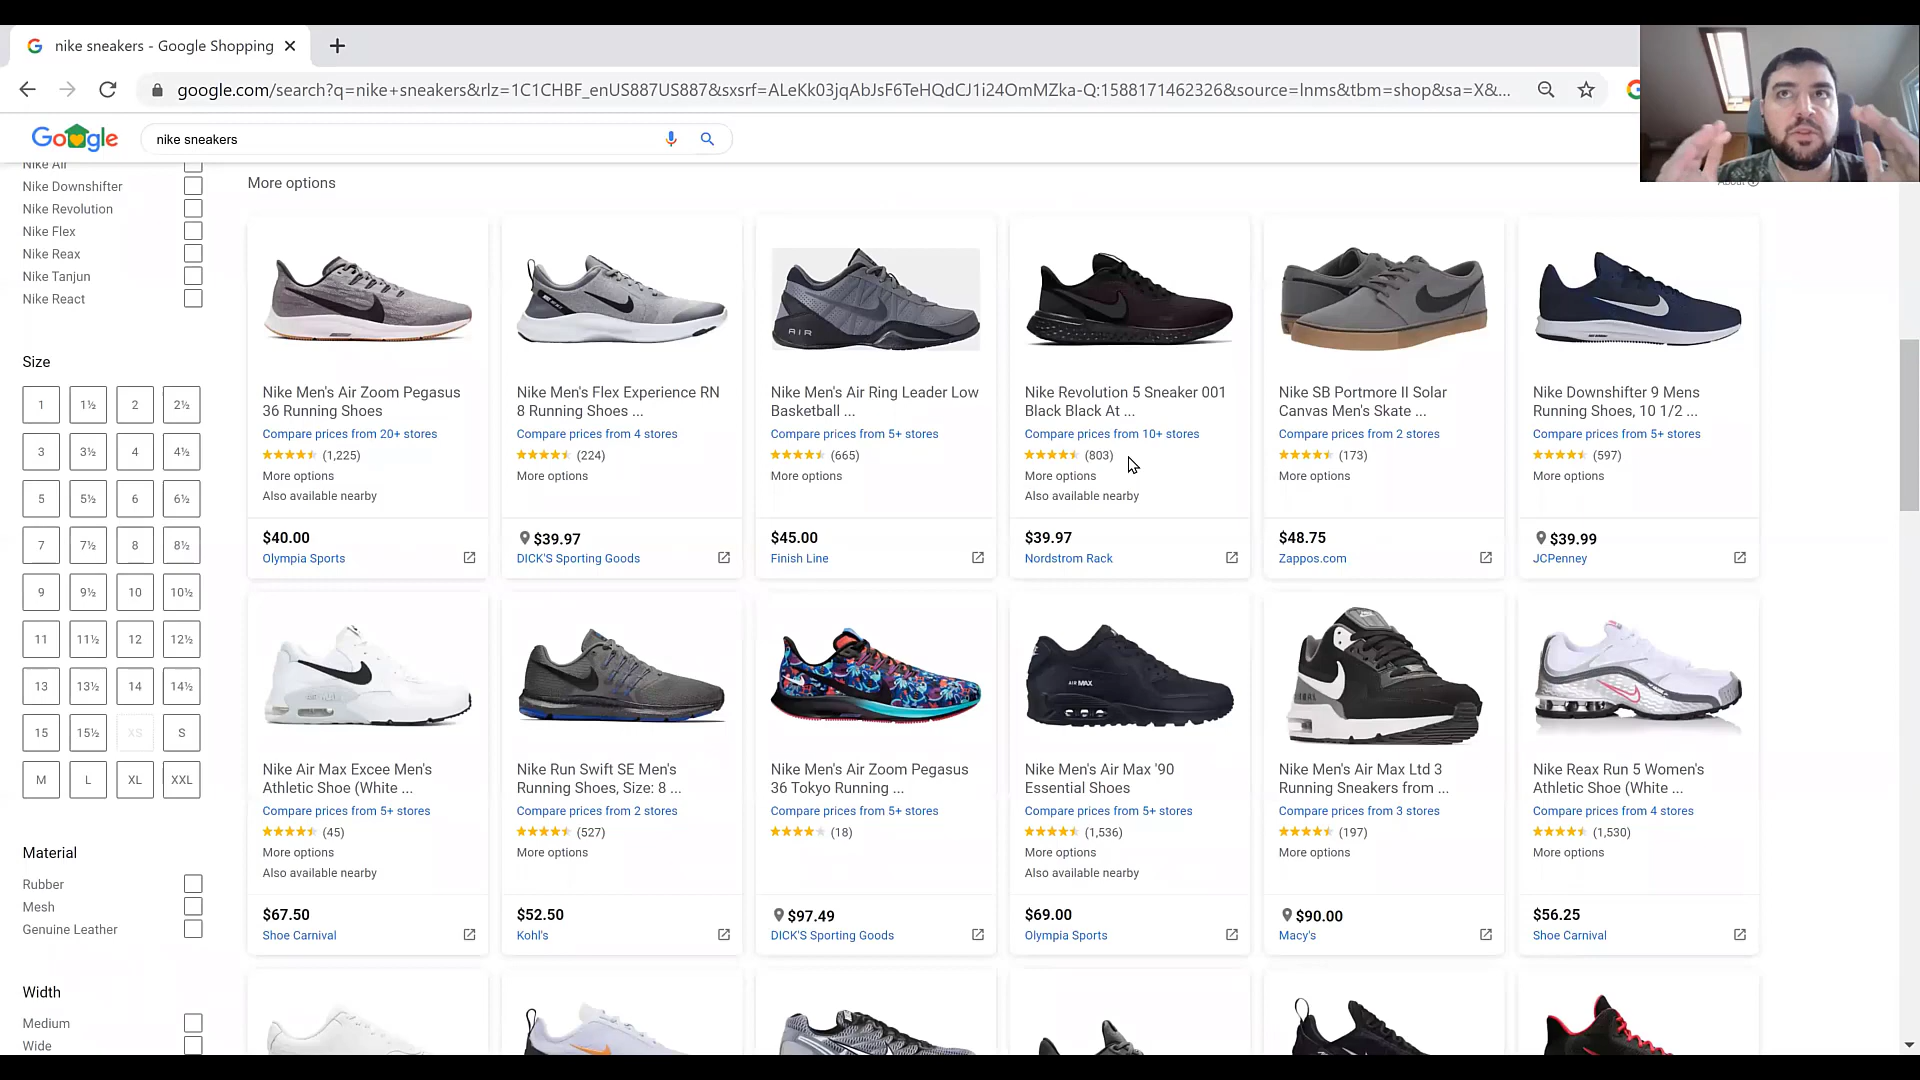 nike sneakers - Google Shopping
google.com/search?q=nike+sneakers&rlz=1C1CHBF_enUS887US887&sxsrf=ALeKk03jqAbJsF6TeHQdCJ1i24OmMZka-Q:1588171462326&source=lnms&tbm=shop&sa=X&...
Google
nike sneakers
Nike Air
Nike Downshifter
Nike Revolution
Nike Flex
Nike Reax
Nike Tanjun
Nike React
Size
1 1½ 2 2½
3 3½ 4 4½
5 5½ 6 6½
7 7½ 8 8½
9 9½ 10 10½
11 11½ 12 12½
13 13½ 14 14½
15 15½ XS S
M L XL XXL
Material
Rubber
Mesh
Genuine Leather
Width
Medium
Wide
More options
About
Nike Men's Air Zoom Pegasus
36 Running Shoes
Compare prices from 20+ stores
(1,225)
More options
Also available nearby
$40.00
Olympia Sports
Nike Men's Flex Experience RN
8 Running Shoes ...
Compare prices from 4 stores
(224)
More options
$39.97
DICK'S Sporting Goods
AIR
Nike Men's Air Ring Leader Low
Basketball ...
Compare prices from 5+ stores
(665)
More options
$45.00
Finish Line
Nike Revolution 5 Sneaker 001
Black Black At ...
Compare prices from 10+ stores
(803)
More options
Also available nearby
$39.97
Nordstrom Rack
Nike SB Portmore II Solar
Canvas Men's Skate ...
Compare prices from 2 stores
(173)
More options
$48.75
Zappos.com
Nike Downshifter 9 Mens
Running Shoes, 10 1/2 ...
Compare prices from 5+ stores
(597)
More options
$39.99
JCPenney
Nike Air Max Excee Men's
Athletic Shoe (White ...
Compare prices from 5+ stores
(45)
More options
Also available nearby
$67.50
Shoe Carnival
Nike Run Swift SE Men's
Running Shoes, Size: 8 ...
Compare prices from 2 stores
(527)
More options
$52.50
Kohl's
Nike Men's Air Zoom Pegasus
36 Tokyo Running ...
Compare prices from 5+ stores
(18)
$97.49
DICK'S Sporting Goods
AIR MAX
Nike Men's Air Max '90
Essential Shoes
Compare prices from 5+ stores
(1,536)
More options
Also available nearby
$69.00
Olympia Sports
Nike Men's Air Max Ltd 3
Running Sneakers from ...
Compare prices from 3 stores
(197)
More options
$90.00
Macy's
Nike Reax Run 5 Women's
Athletic Shoe (White ...
Compare prices from 4 stores
(1,530)
More options
$56.25
Shoe Carnival